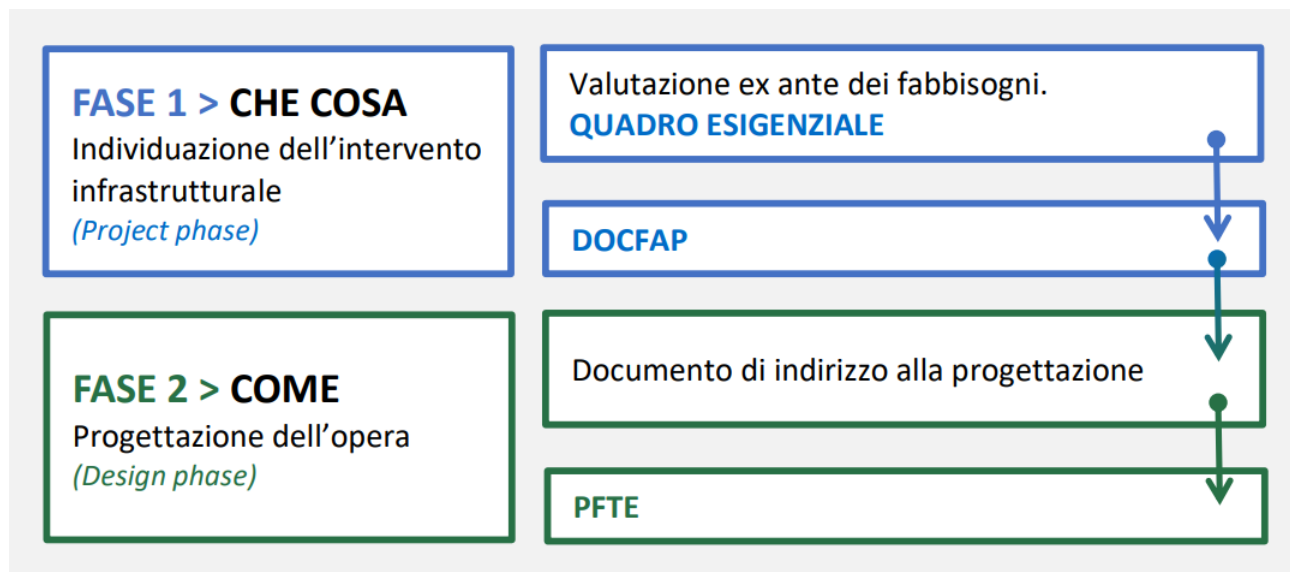 FASE 1 > CHE COSA
Individuazione dell’intervento
infrastrutturale
(Project phase)
Valutazione ex ante dei fabbisogni.
QUADRO ESIGENZIALE
DOCFAP
FASE 2 > COME
Progettazione dell’opera
(Design phase)
Documento di indirizzo alla progettazione
PFTE